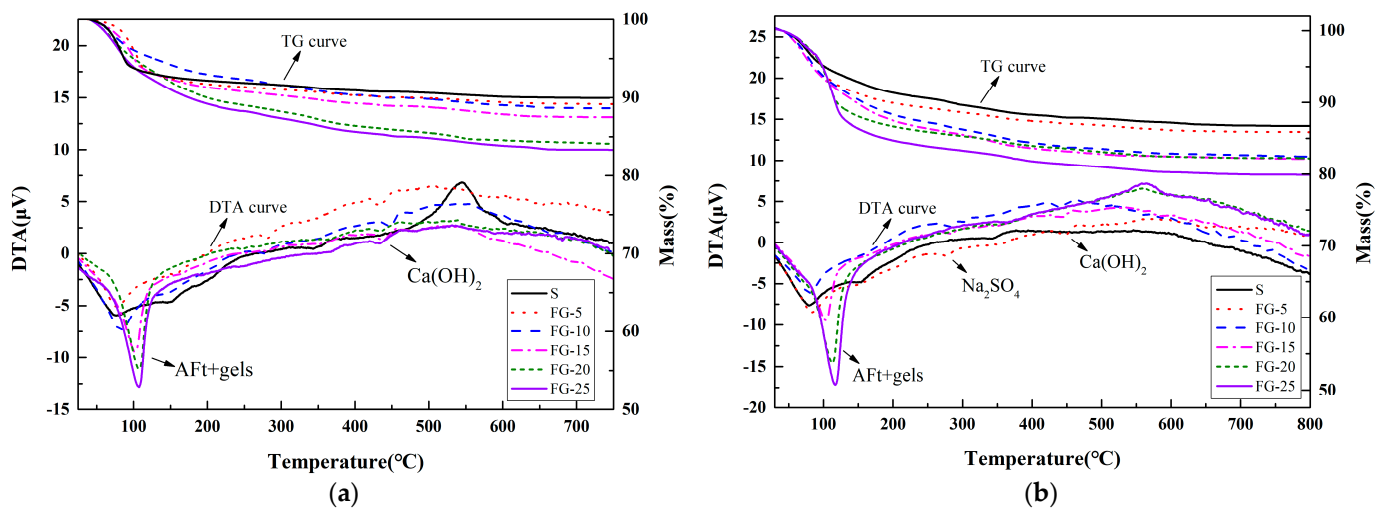 20
15
10
5
0
-5
-10
-15
DTA(μV)
TG curve
DTA curve
Ca(OH)2
AFt+gels
S
FG-5
FG-10
FG-15
FG-20
FG-25
100
90
80
70
60
50
Mass(%)
100 200 300 400 500 600 700
Temperature(℃)
(a)
25
20
15
10
5
0
-5
-10
-15
-20
DTA(μV)
TG curve
DTA curve
Ca(OH)2
Na2SO4
AFt+gels
S
FG-5
FG-10
FG-15
FG-20
FG-25
100
90
80
70
60
50
Mass(%)
100 200 300 400 500 600 700 800
Temperature(℃)
(b)